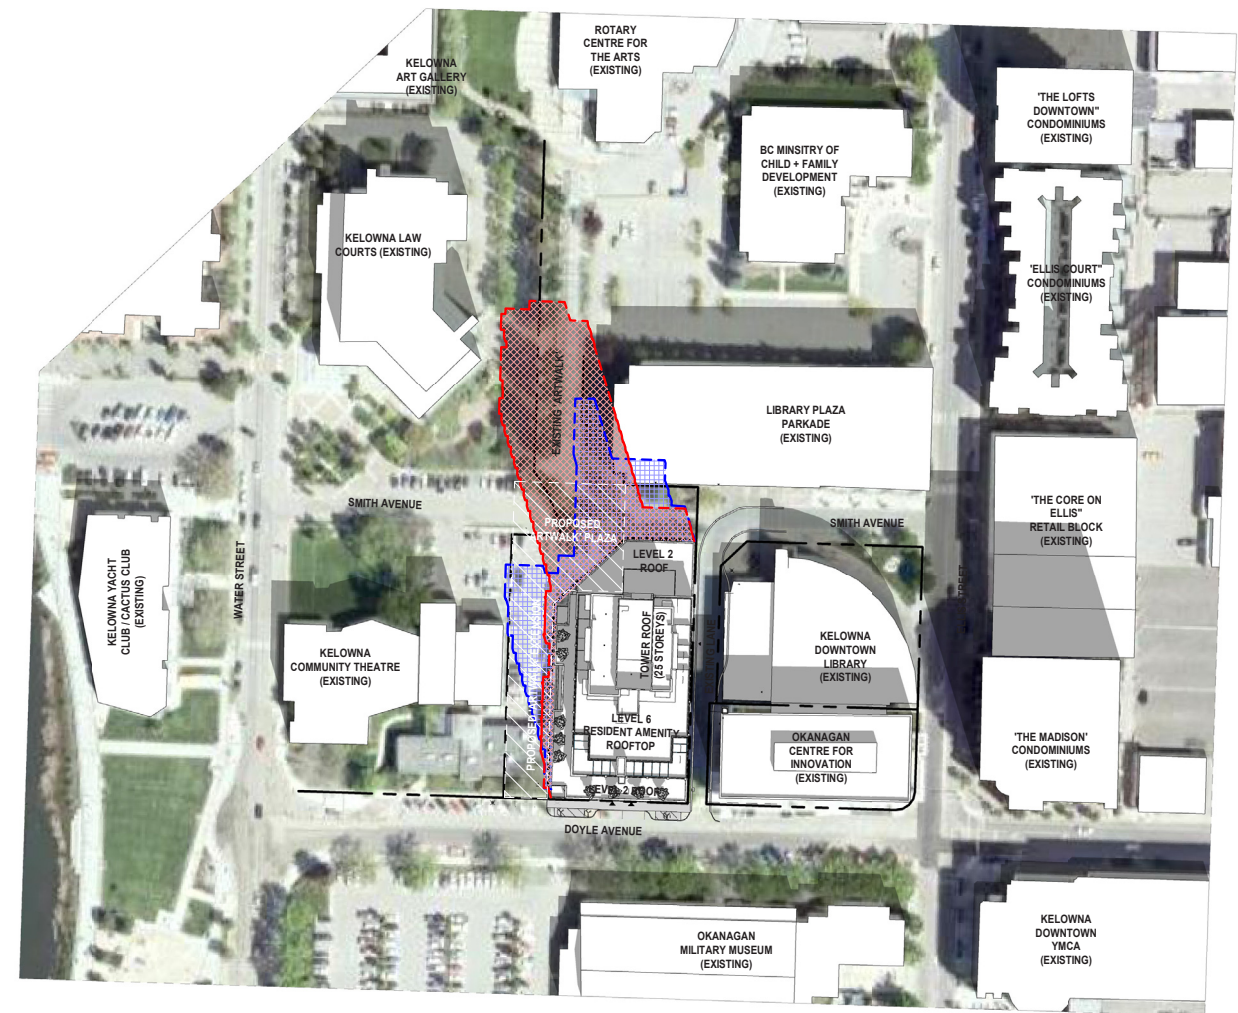 ROTARY
CENTRE FOR
THE ARTS
(EXISTING)
KELOWNA
ART GALLERY
(EXISTING)
'THE LOFTS
DOWNTOWN"
CONDOMINIUMS
(EXISTING)
BC MINSITRY OF
CHILD + FAMILY
DEVELOPMENT
(EXISTING)
KELOWNA LAW
COURTS (EXISTING)
'ELLIS COURT"
CONDOMINIUMS
(EXISTING)
EXISTING 'ARTWALK'
LIBRARY PLAZA
PARKADE
(EXISTING)
SMITH AVENUE
'THE CORE ON
ELLIS"
RETAIL BLOCK
(EXISTING)
PROPOSED
'ARTWALK' PLAZA
SMITH AVENUE
LEVEL 2
ROOF
WATER STREET
STREET
KELOWNA YACHT
CLUB / CACTUS CLUB
(EXISTING)
KELOWNA
COMMUNITY THEATRE
(EXISTING)
TOWER ROOF
(25 STOREYS)
KELOWNA
DOWNTOWN
LIBRARY
(EXISTING)
LEVEL 6
RESIDENT AMENITY
ROOFTOP
PROPOSED
OKANAGAN
CENTRE FOR
INNOVATION
(EXISTING)
'THE MADISON'
CONDOMINIUMS
(EXISTING)
LEVEL 2 ROOF
DOYLE AVENUE
OKANAGAN
MILITARY MUSEUM
(EXISTING)
KELOWNA
DOWNTOWN
YMCA
(EXISTING)